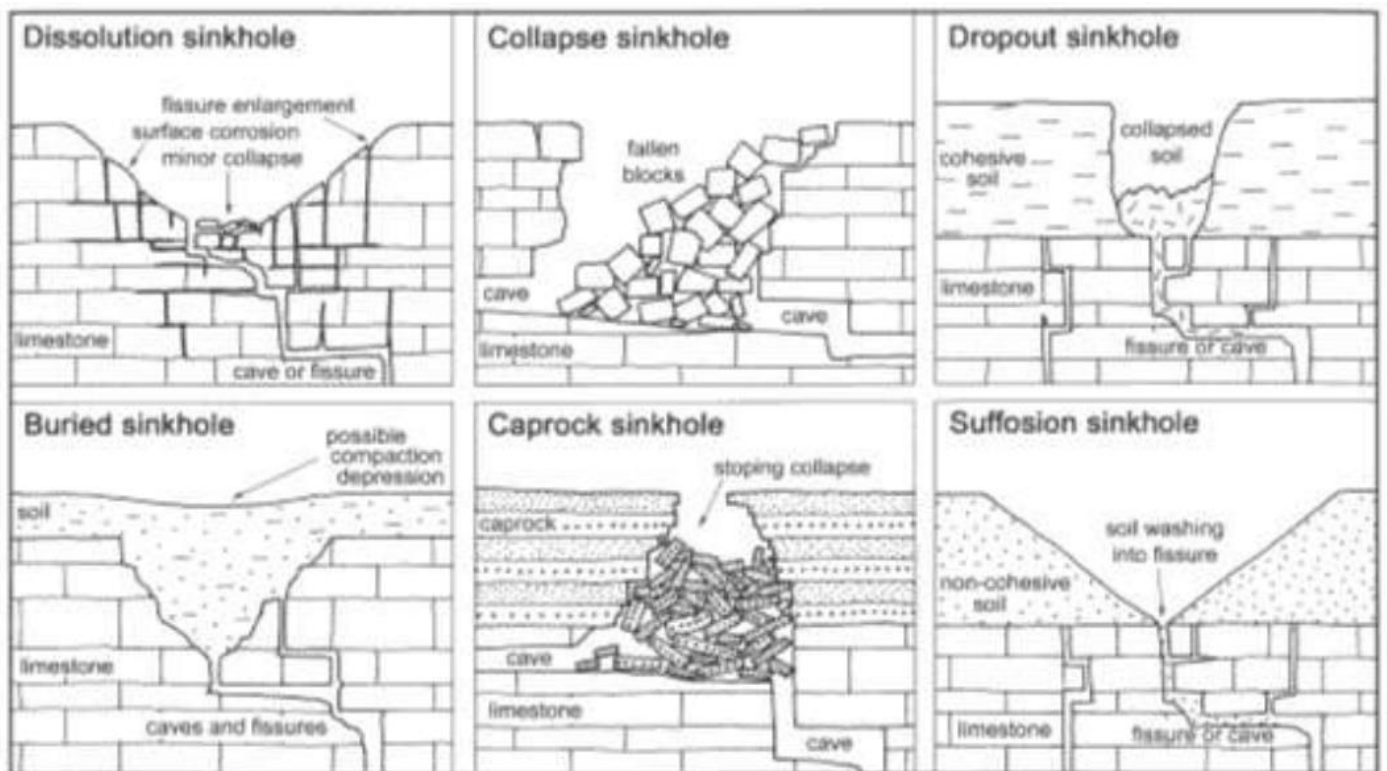 Dissolution sinkhole
fissure enlargement
surface corrosion
minor collapse
limestone
cave or fissure
Collapse sinkhole
fallen
blocks
cave
cave
limestone
Dropout sinkhole
collapsed
soil
cohesive
soil
limestone
fissure or cave
Buried sinkhole
possible
compaction
depression
soil
limestone
caves and fissures
Caprock sinkhole
stoping collapse
caprock
cave
limestone
cave
Suffosion sinkhole
soil washing
into fissure
non-cohesive
soil
limestone
fissure or cave